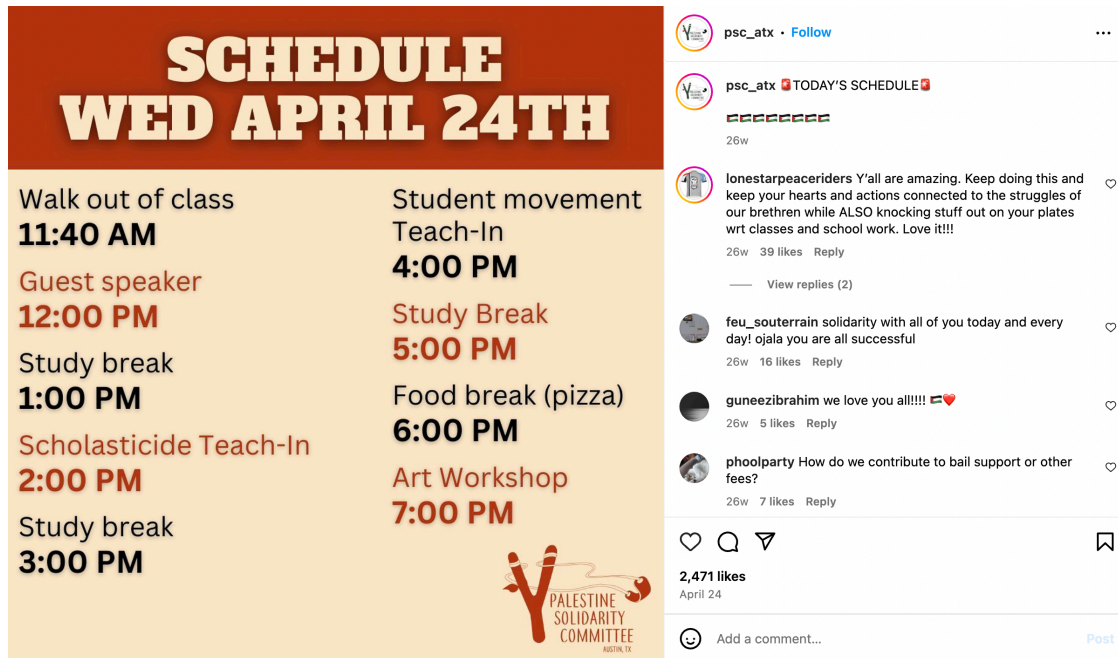 SCHEDULE
WED APRIL 24TH
Walk out of class
11:40 AM
Guest speaker
12:00 PM
Study break
1:00 PM
Scholasticide Teach-In
2:00 PM
Study break
3:00 PM
Student movement
Teach-In
4:00 PM
Study Break
5:00 PM
Food break (pizza)
6:00 PM
Art Workshop
7:00 PM
PALESTINE
SOLIDARITY
COMMITTEE
AUSTIN, TX
psc_atx • Follow
psc_atx 🚨TODAY'S SCHEDULE🚨
🇵🇸🇵🇸🇵🇸🇵🇸🇵🇸🇵🇸🇵🇸🇵🇸
26w
lonestarpeaceriders Y'all are amazing. Keep doing this and
keep your hearts and actions connected to the struggles of
our brethren while ALSO knocking stuff out on your plates
wrt classes and school work. Love it!!!
26w 39 likes Reply
View replies (2)
feu_souterrain solidarity with all of you today and every
day! ojala you are all successful
26w 16 likes Reply
guneezibrahim we love you all!!!! 🇵🇸❤️
26w 5 likes Reply
phoolparty How do we contribute to bail support or other
fees?
26w 7 likes Reply
2,471 likes
April 24
Add a comment...
Post